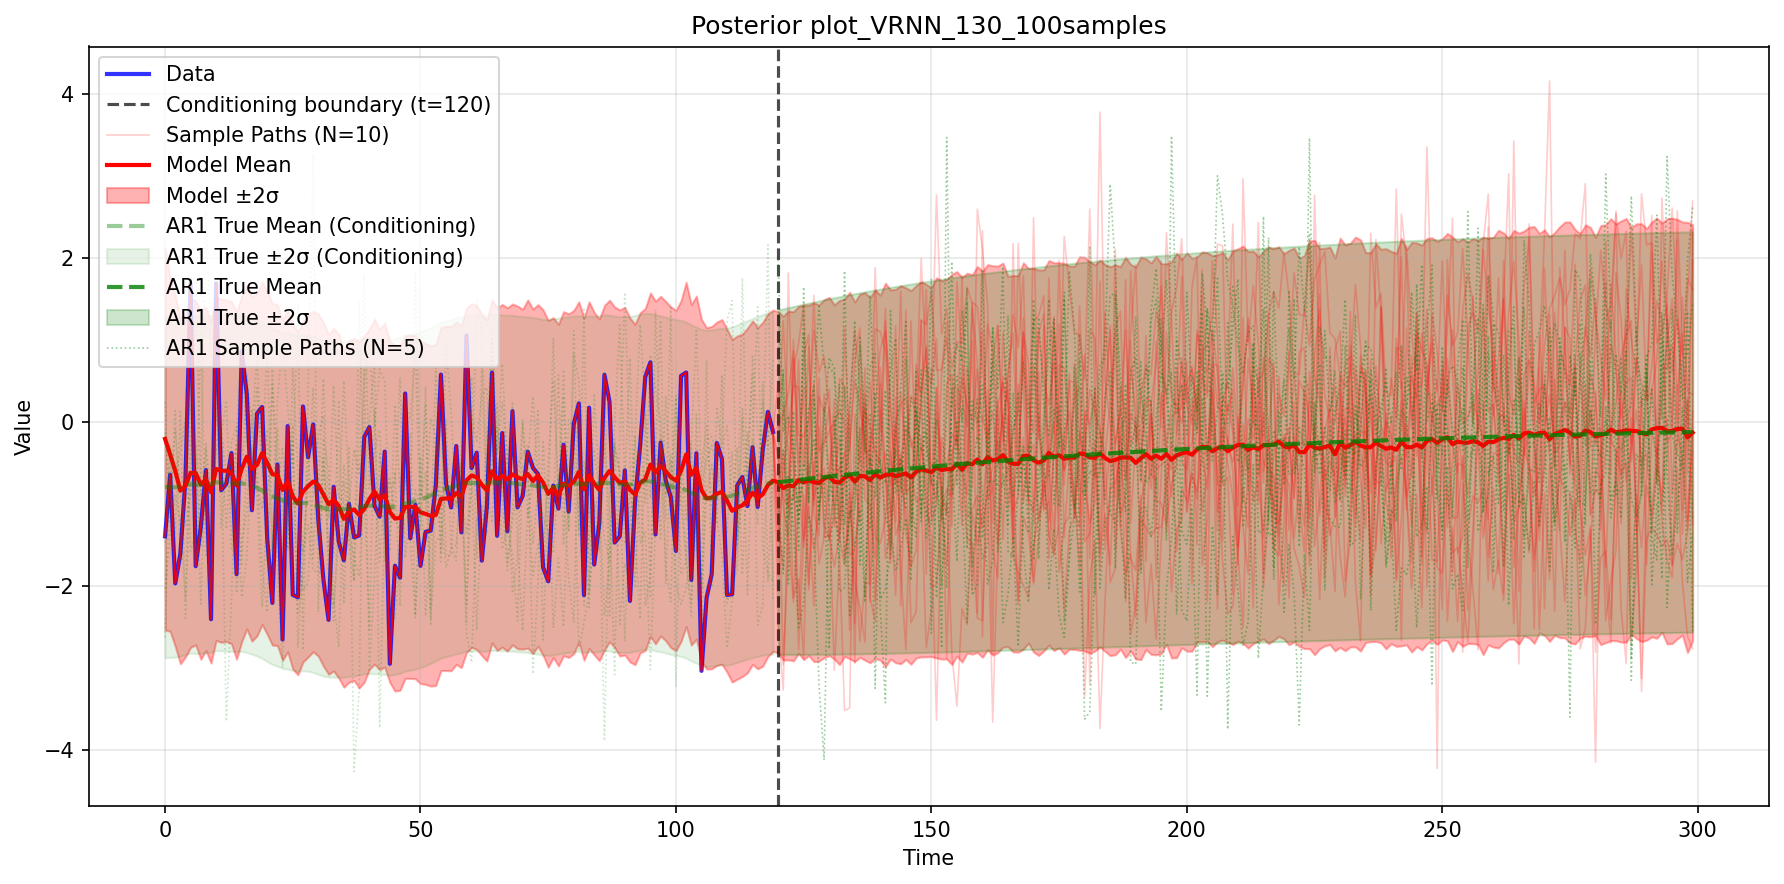 Posterior plot_VRNN_130_100samples
Data
Conditioning boundary (t=120)
Sample Paths (N=10)
Model Mean
Model ±2σ
AR1 True Mean (Conditioning)
AR1 True ±2σ (Conditioning)
AR1 True Mean
AR1 True ±2σ
AR1 Sample Paths (N=5)
Value
4
2
0
−2
−4
0
50
100
150
200
250
300
Time